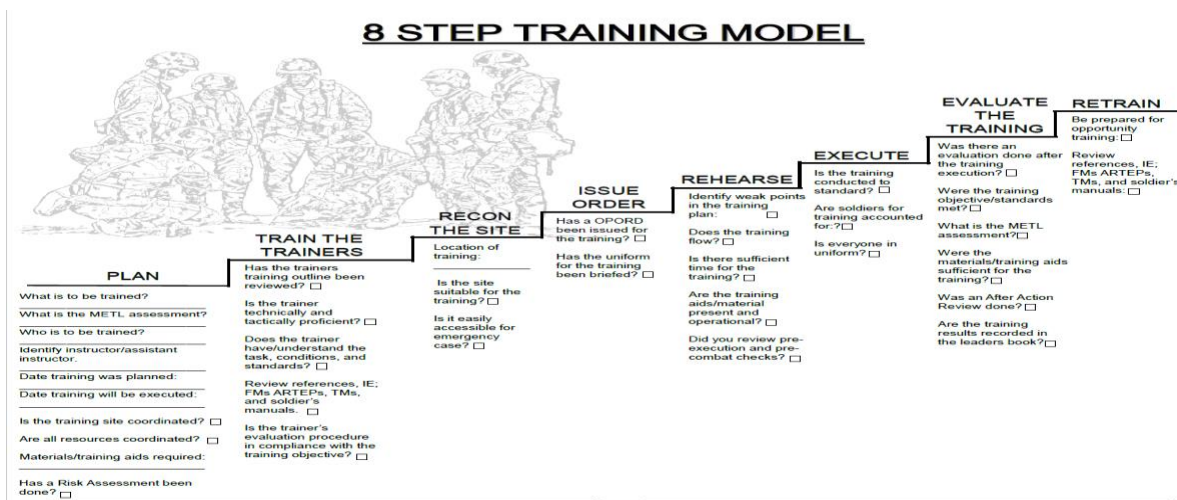 8 STEP TRAINING MODEL
PLAN
What is to be trained?
What is the METL assessment?
Who is to be trained?
Identify instructor/assistant
instructor.
Date training was planned:
Date training will be executed:
Is the training site coordinated?
Are all resources coordinated?
Materials/training aids required:
Has a Risk Assessment been
done?
TRAIN THE
TRAINERS
Has the trainers
training outline been
reviewed?
Is the trainer
technically and
tactically proficient?
Does the trainer
have/understand the
task, conditions, and
standards?
Review references, IE;
FMs ARTEPs, TMs,
and soldier's
manuals.
Is the trainer's
evaluation procedure
in compliance with the
training objective?
RECON
THE SITE
Location of
training:
Is the site
suitable for the
training?
Is it easily
accessible for
emergency
case?
ISSUE
ORDER
Has a OPORD
been issued for
the training?
Has the uniform
for the training
been briefed?
REHEARSE
Identify weak points
in the training
plan:
Does the training
flow?
Is there sufficient
time for the
training?
Are the training
aids/material
present and
operational?
Did you review pre-
execution and pre-
combat checks?
EXECUTE
Is the training
conducted to
standard?
Are soldiers for
training accounted
for:?
Is everyone in
uniform?
EVALUATE
THE
TRAINING
Was there an
evaluation done after
the training
execution?
Were the training
objective/standards
met?
What is the METL
assessment?
Were the
materials/training aids
sufficient for the
training?
Was an After Action
Review done?
Are the training
results recorded in
the leaders book?
RETRAIN
Be prepared for
opportunity
training:
Review
references, IE;
FMs ARTEPs,
TMs, and soldier's
manuals: